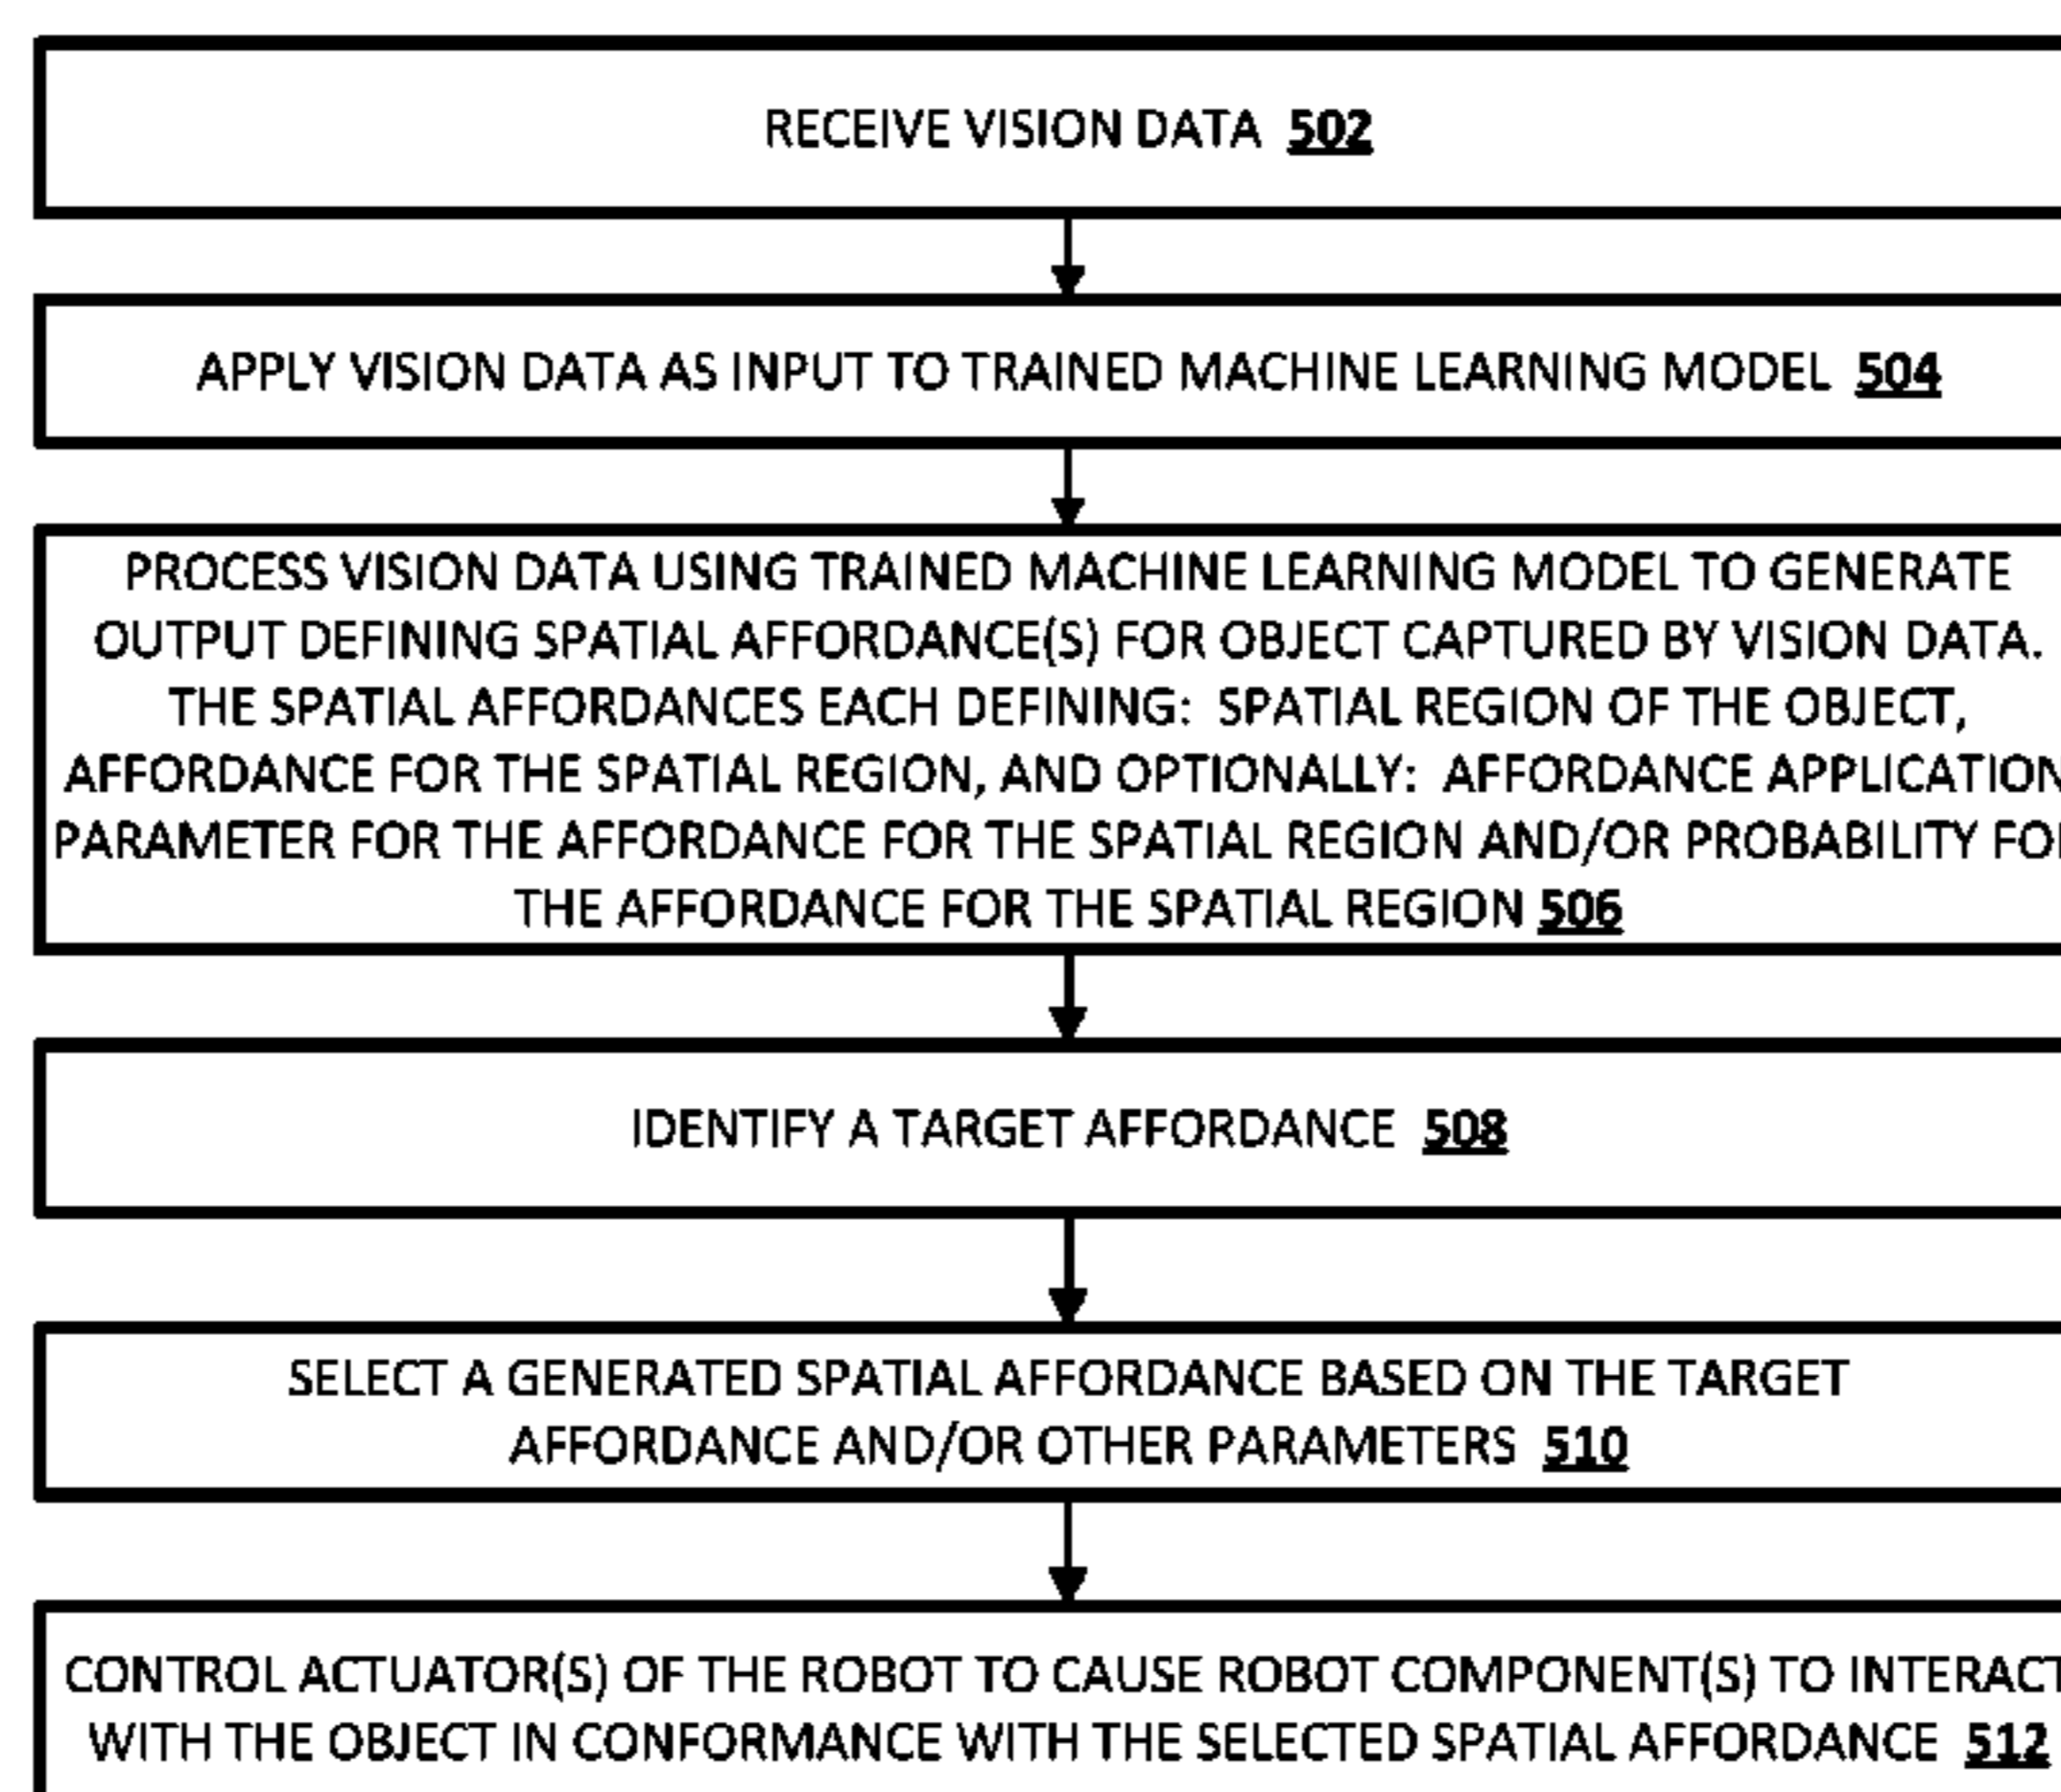 RECEIVE VISION DATA 502
APPLY VISION DATA AS INPUT TO TRAINED MACHINE LEARNING MODEL 504
PROCESS VISION DATA USING TRAINED MACHINE LEARNING MODEL TO GENERATE
OUTPUT DEFINING SPATIAL AFFORDANCE(S) FOR OBJECT CAPTURED BY VISION DATA.
THE SPATIAL AFFORDANCES EACH DEFINING: SPATIAL REGION OF THE OBJECT,
AFFORDANCE FOR THE SPATIAL REGION, AND OPTIONALLY: AFFORDANCE APPLICATION
PARAMETER FOR THE AFFORDANCE FOR THE SPATIAL REGION AND/OR PROBABILITY FOR
THE AFFORDANCE FOR THE SPATIAL REGION 506
IDENTIFY A TARGET AFFORDANCE 508
SELECT A GENERATED SPATIAL AFFORDANCE BASED ON THE TARGET
AFFORDANCE AND/OR OTHER PARAMETERS 510
CONTROL ACTUATOR(S) OF THE ROBOT TO CAUSE ROBOT COMPONENT(S) TO INTERACT
WITH THE OBJECT IN CONFORMANCE WITH THE SELECTED SPATIAL AFFORDANCE 512